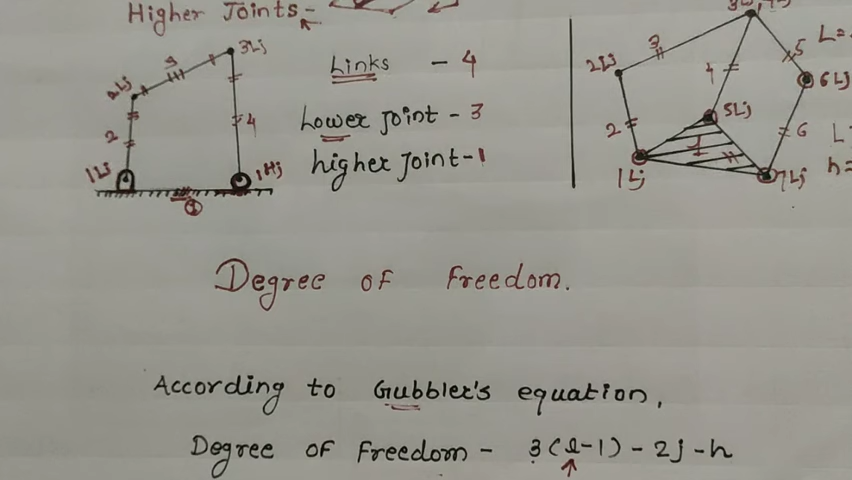 Higher Joints -
2Lj
3
3Lj
2
4
1Lj
1Hj
1
Links - 4
Lower Joint - 3
higher Joint - 1
3
2Lj
4
5
L=
6Lj
5Lj
2
1
6
L
1Lj
7Lj
h=
Degree of Freedom.
According to Gubbler's equation,
Degree of Freedom - 3(l-1) - 2j - h